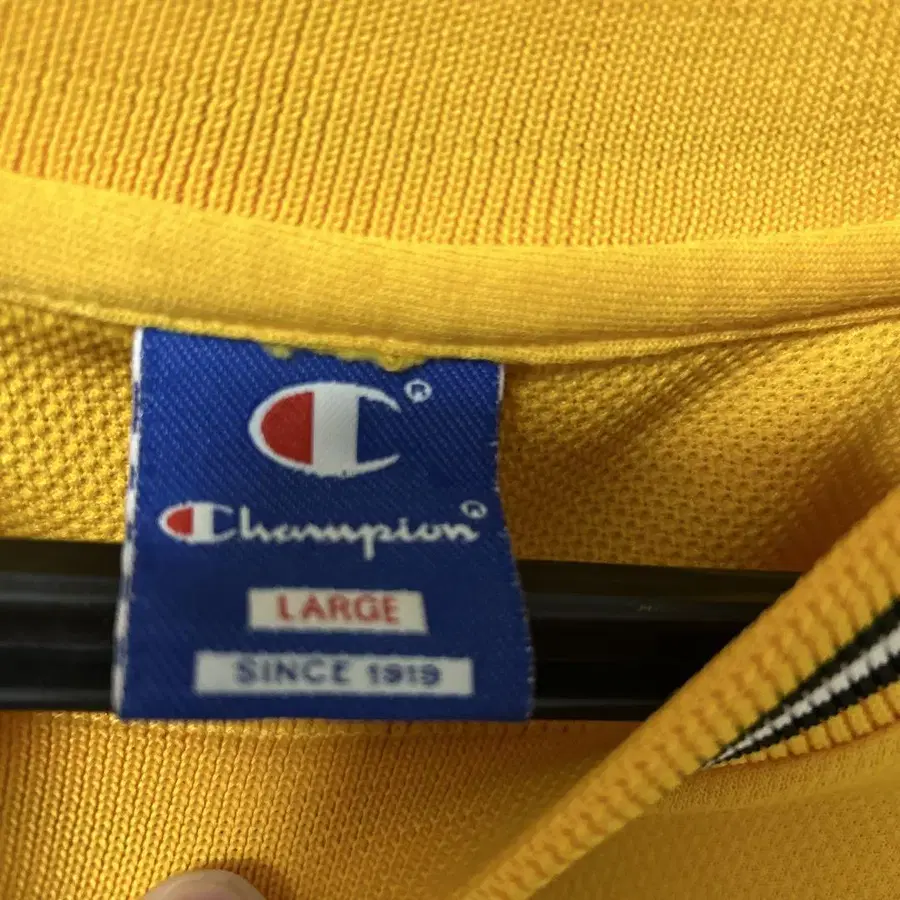 ®
Champion®
LARGE
SINCE 1919